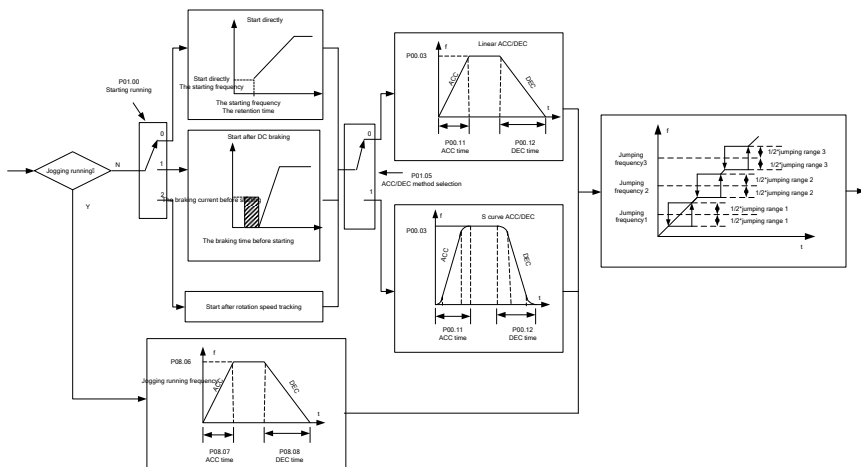 Start directly
f
Start directly
The starting frequency
t
The starting frequency
The retention time
P01.00
Starting running
0
1
2
Jogging running
N
Y
Start after DC braking
f
The braking current before starting
t
The braking time before starting
Start after rotation speed tracking
0
1
P01.05
ACC/DEC method selection
Linear ACC/DEC
P00.03
f
ACC
DEC
t
P00.11
ACC time
P00.12
DEC time
S curve ACC/DEC
P00.03
f
ACC
DEC
t
P00.11
ACC time
P00.12
DEC time
P08.06
f
Jogging running frequency
ACC
DEC
t
P08.07
ACC time
P08.08
DEC time
f
Jumping
frequency3
1/2*jumping range 3
1/2*jumping range 3
Jumping
frequency 2
1/2*jumping range 2
1/2*jumping range 2
Jumping
frequency1
1/2*jumping range 1
1/2*jumping range 1
t